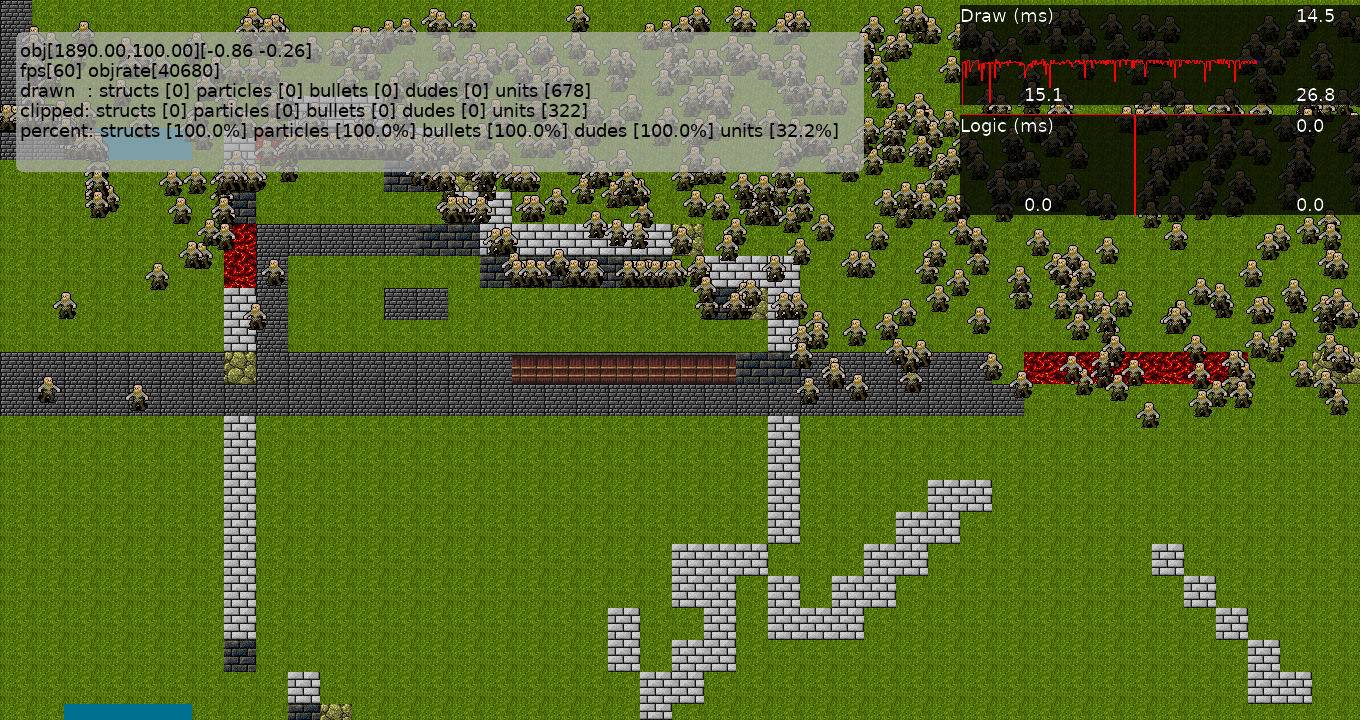 obj[1890.00,100.00][-0.86 -0.26]
fps[60] objrate[40680]
drawn  : structs [0] particles [0] bullets [0] dudes [0] units [678]
clipped: structs [0] particles [0] bullets [0] dudes [0] units [322]
percent: structs [100.0%] particles [100.0%] bullets [100.0%] dudes [100.0%] units [32.2%]
Draw (ms) 14.5
15.1 26.8
Logic (ms) 0.0
0.0 0.0